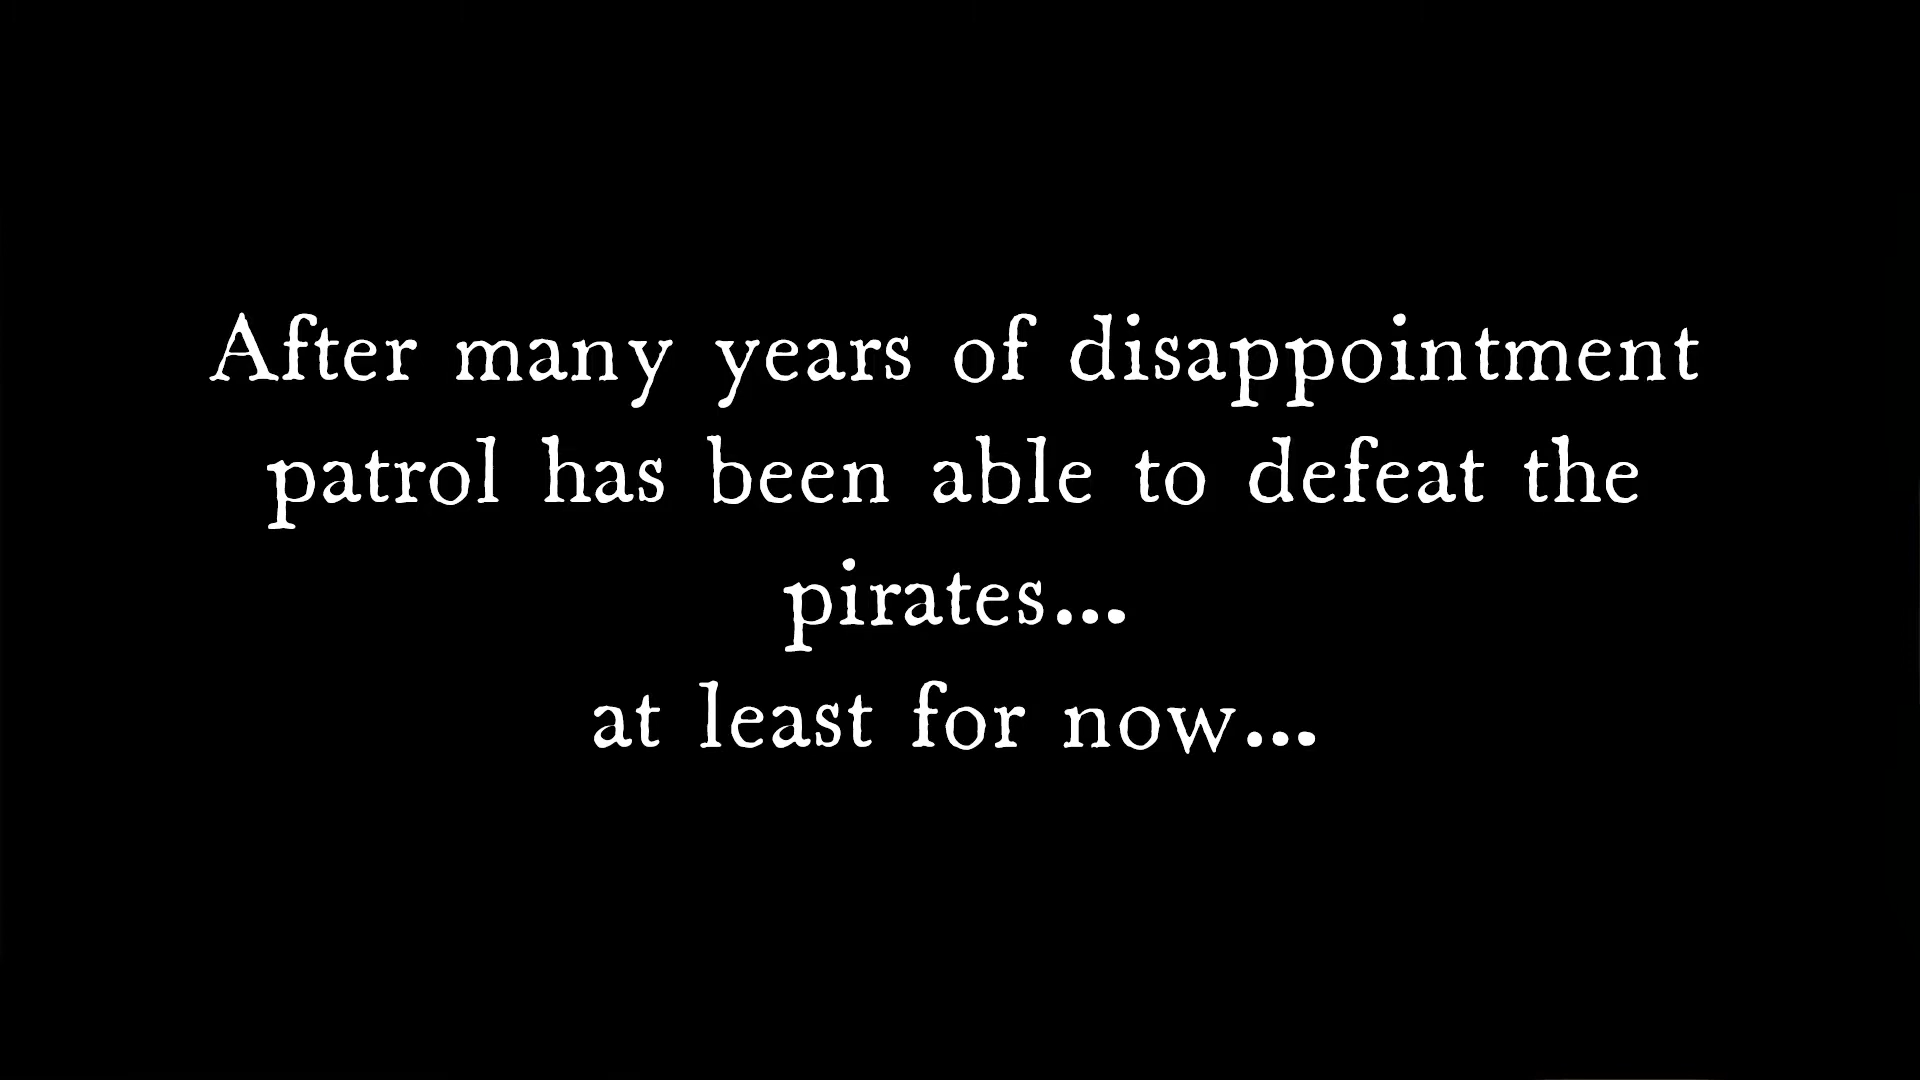 After many years of disappointment
patrol has been able to defeat the
pirates...
at least for now...